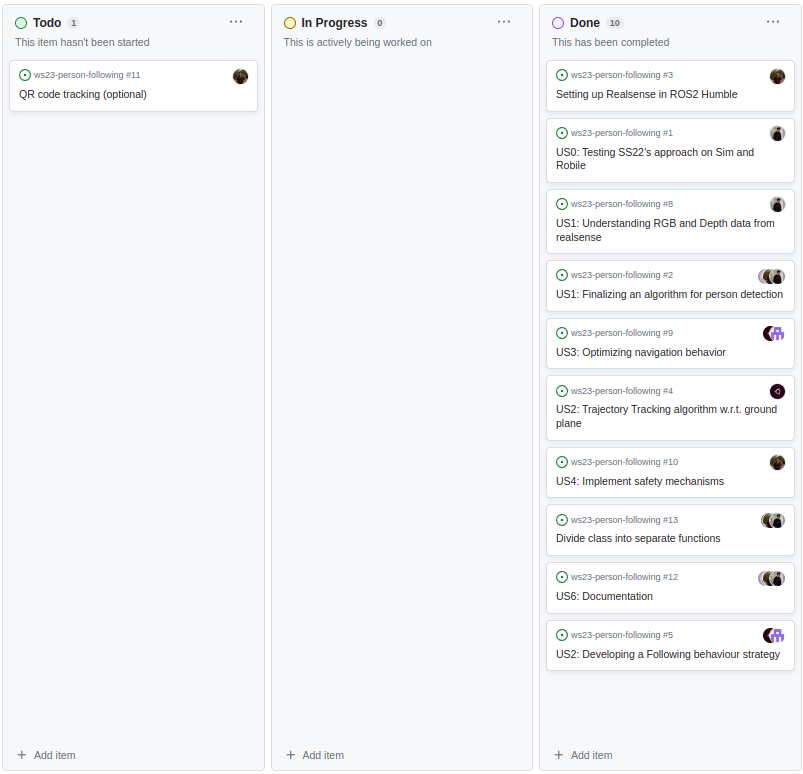 Todo 1
This item hasn't been started
ws23-person-following #11
QR code tracking (optional)
Add item
In Progress 0
This is actively being worked on
Add item
Done 10
This has been completed
ws23-person-following #3
Setting up Realsense in ROS2 Humble
ws23-person-following #1
US0: Testing SS22's approach on Sim and
Robile
ws23-person-following #8
US1: Understanding RGB and Depth data from
realsense
ws23-person-following #2
US1: Finalizing an algorithm for person detection
ws23-person-following #9
US3: Optimizing navigation behavior
ws23-person-following #4
US2: Trajectory Tracking algorithm w.r.t. ground
plane
ws23-person-following #10
US4: Implement safety mechanisms
ws23-person-following #13
Divide class into separate functions
ws23-person-following #12
US6: Documentation
ws23-person-following #5
US2: Developing a Following behaviour strategy
Add item